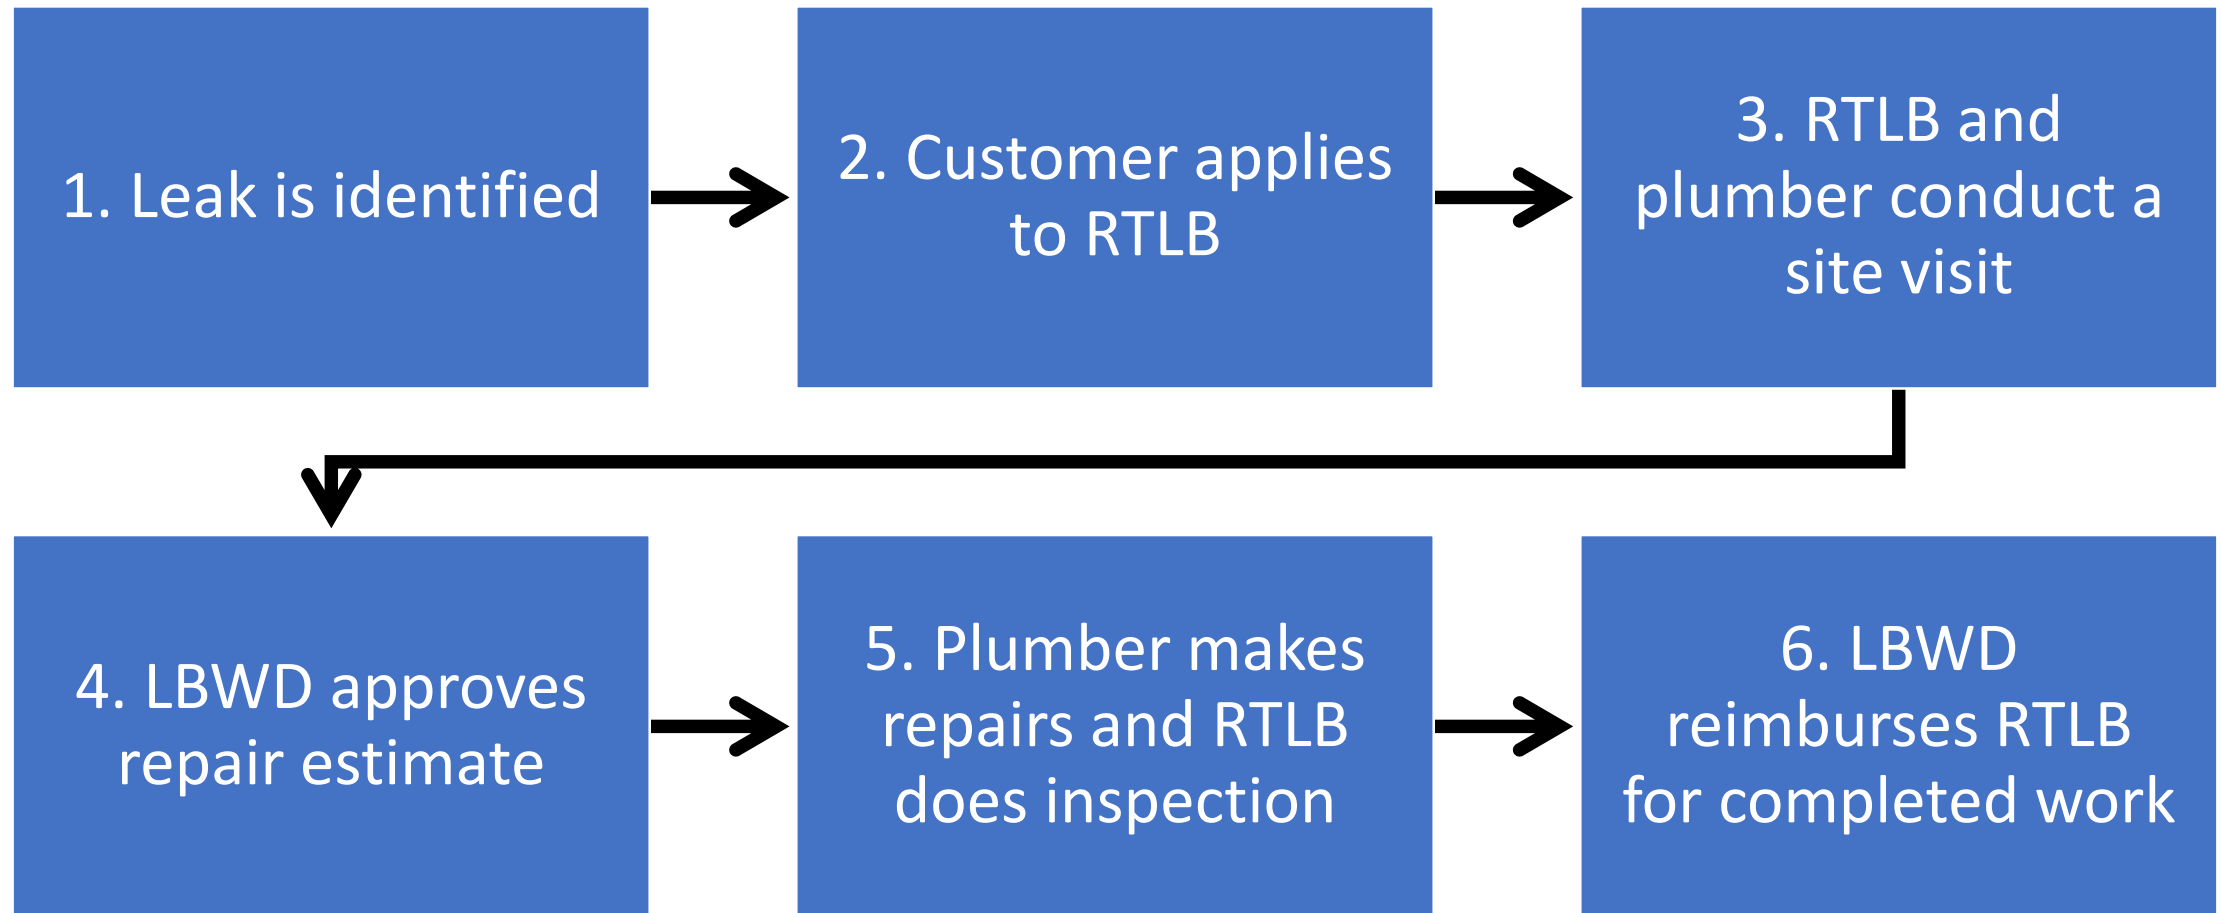 1. Leak is identified
2. Customer applies
to RTLB
3. RTLB and
plumber conduct a
site visit
4. LBWD approves
repair estimate
5. Plumber makes
repairs and RTLB
does inspection
6. LBWD
reimburses RTLB
for completed work